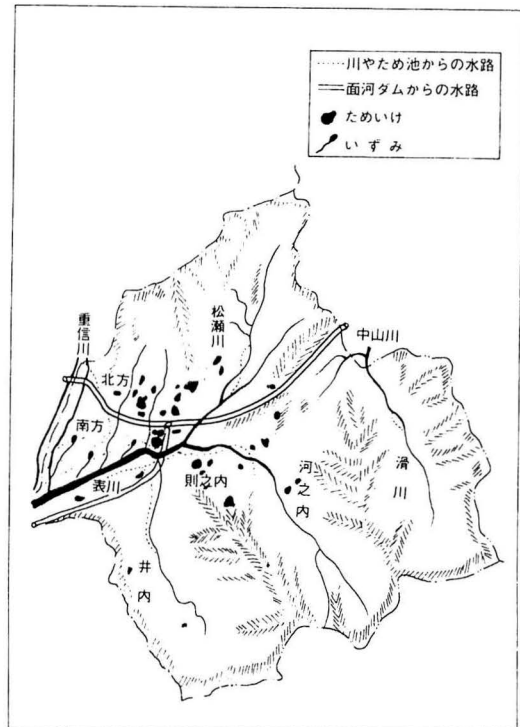 川やため池からの水路
面河ダムからの水路
ためいけ
いずみ
松瀬川
中山川
重信川
北方
南方
表川
則之内
河之内
滑川
井内